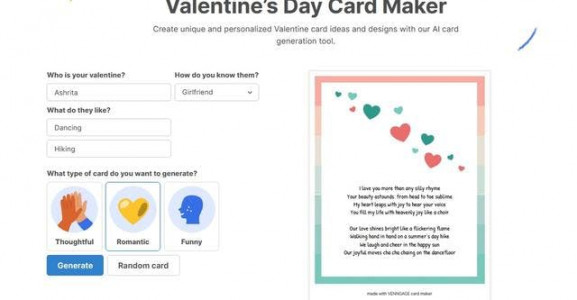 Valentine's Day Card Maker
Create unique and personalized Valentine card ideas and designs with our AI card
generation tool.
Who is your valentine?
How do you know them?
Ashrita
Girlfriend
What do they like?
Dancing
Hiking
What type of card do you want to generate?
Thoughtful
Romantic
Funny
Generate
Random card
I love you more than any silly rhyme
Your beauty astounds, from head to toe sublime
My heart leaps with joy to hear your voice
You fill my life with heavenly joy like a choir
Our love shines bright like a flickering flame
Walking hand in hand on a summer's day hike
We laugh and cheer in the happy sun
Our joyful moves cha cha chaing on the dancefloor
made with VENNGAGE card maker